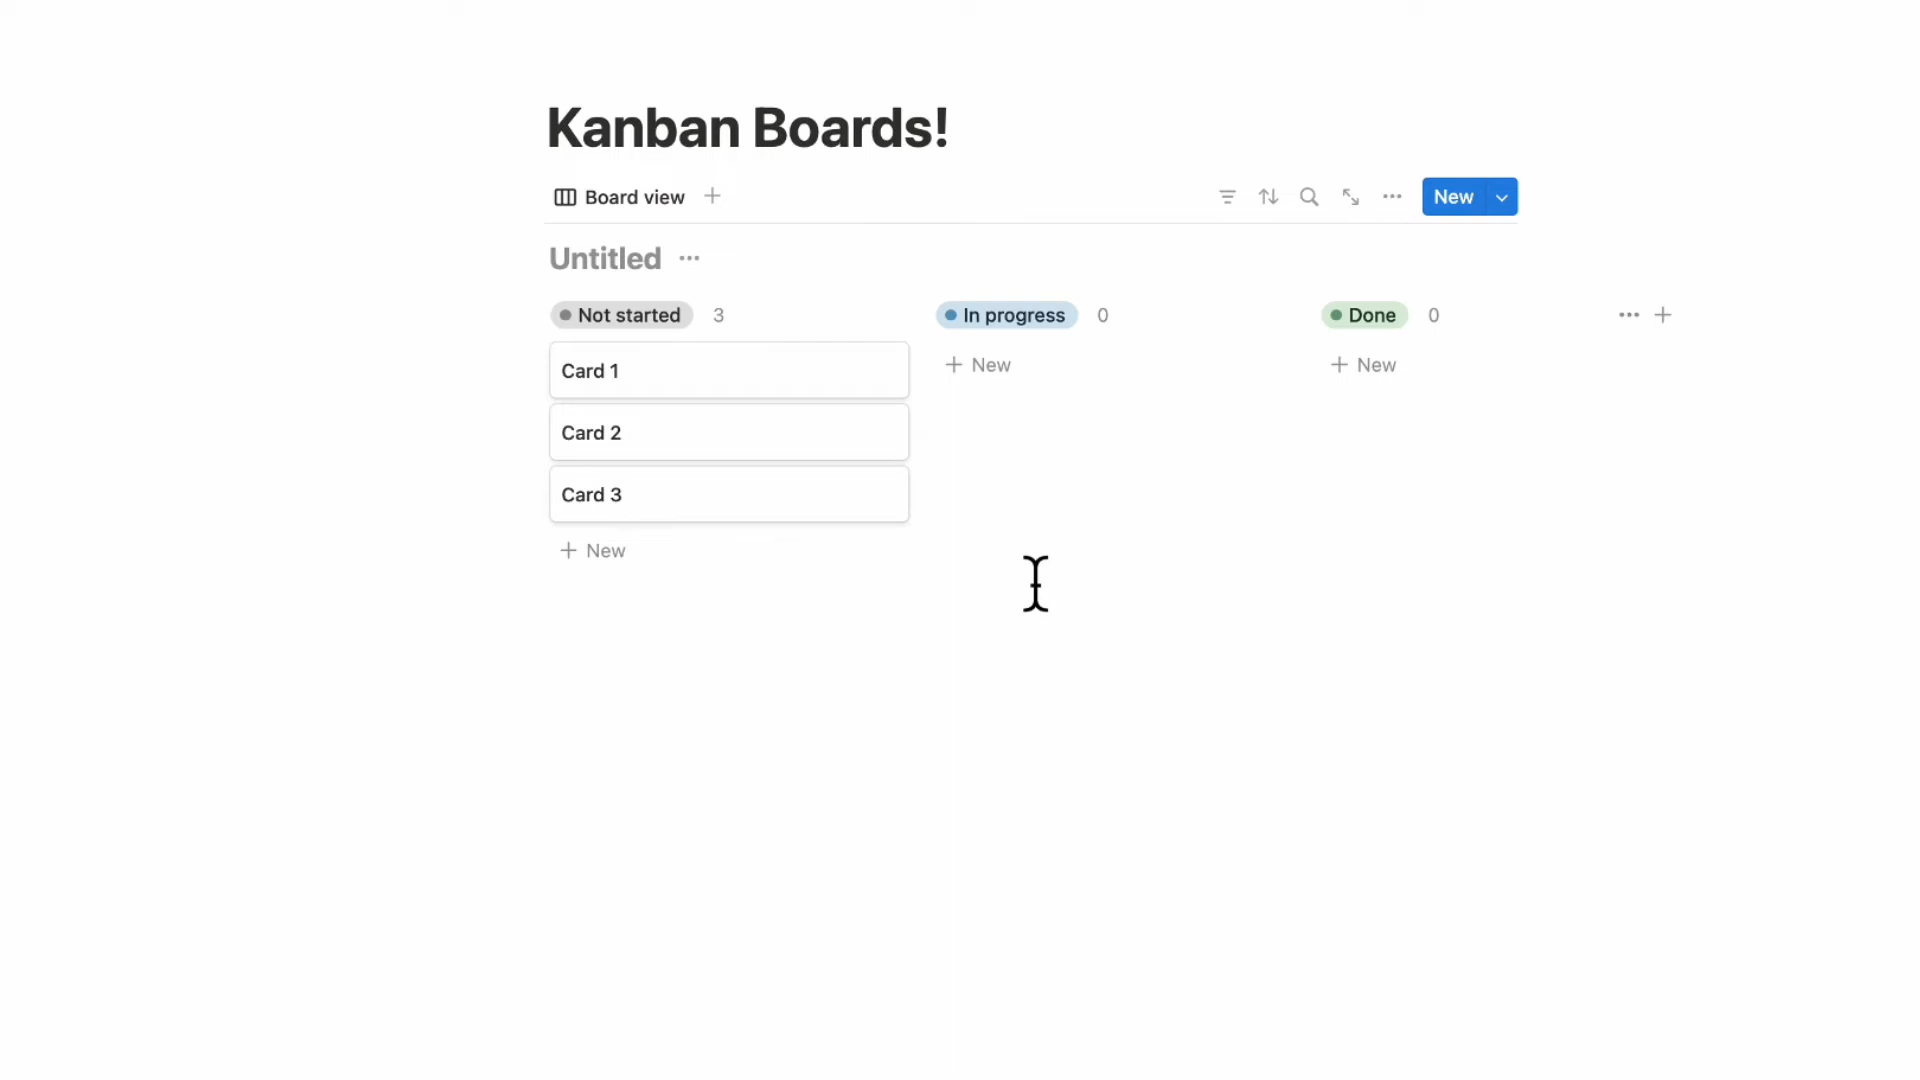 Kanban Boards!
Board view
New
Untitled
Not started 3
In progress 0
Done 0
Card 1
New
New
Card 2
Card 3
New